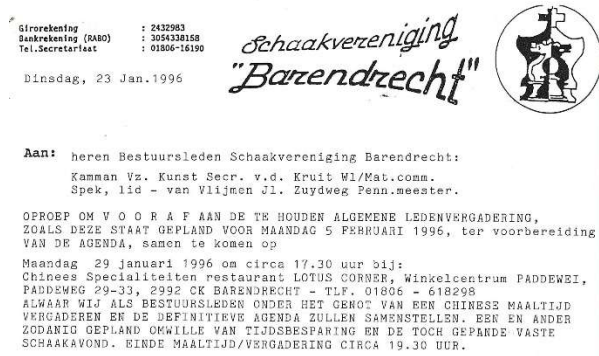 Girorekening : 2432983
Bankrekening (RABO) : 3054338158
Tel.Secretariaat : 01806-16190
Schaakvereniging
"Barendrecht"
Dinsdag, 23 Jan.1996
Aan: heren Bestuursleden Schaakvereniging Barendrecht:
Kamman Vz. Kunst Secr. v.d. Kruit Wl/Mat.comm.
Spek, lid - van Vlijmen Jl. Zuydweg Penn.meester.
OPROEP OM V O O R A F AAN DE TE HOUDEN ALGEMENE LEDENVERGADERING,
ZOALS DEZE STAAT GEPLAND VOOR MAANDAG 5 FEBRUARI 1996, ter voorbereiding
VAN DE AGENDA, samen te komen op
Maandag 29 januari 1996 om circa 17.30 uur bij:
Chinees Specialiteiten restaurant LOTUS CORNER, Winkelcentrum PADDEWEI,
PADDEWEG 29-33, 2992 CK BARENDRECHT - TLF. 01806 - 618298
ALWAAR WIJ ALS BESTUURSLEDEN ONDER HET GENOT VAN EEN CHINESE MAALTIJD
VERGADEREN EN DE DEFINITIEVE AGENDA ZULLEN SAMENSTELLEN. EEN EN ANDER
ZODANIG GEPLAND OMWILLE VAN TIJDSBESPARING EN DE TOCH GEPANDE VASTE
SCHAAKAVOND. EINDE MAALTIJD/VERGADERING CIRCA 19.30 UUR.